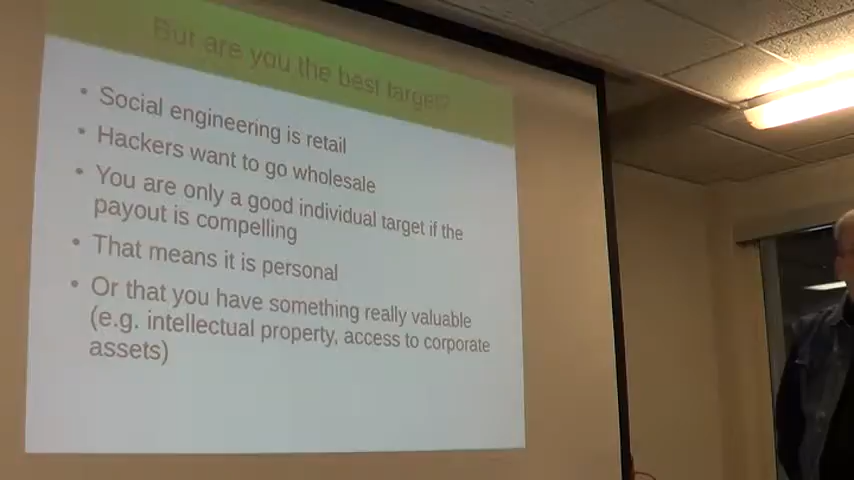 But are you the best target?
• Social engineering is retail
• Hackers want to go wholesale
• You are only a good individual target if the
payout is compelling
• That means it is personal
• Or that you have something really valuable
(e.g. intellectual property, access to corporate
assets)